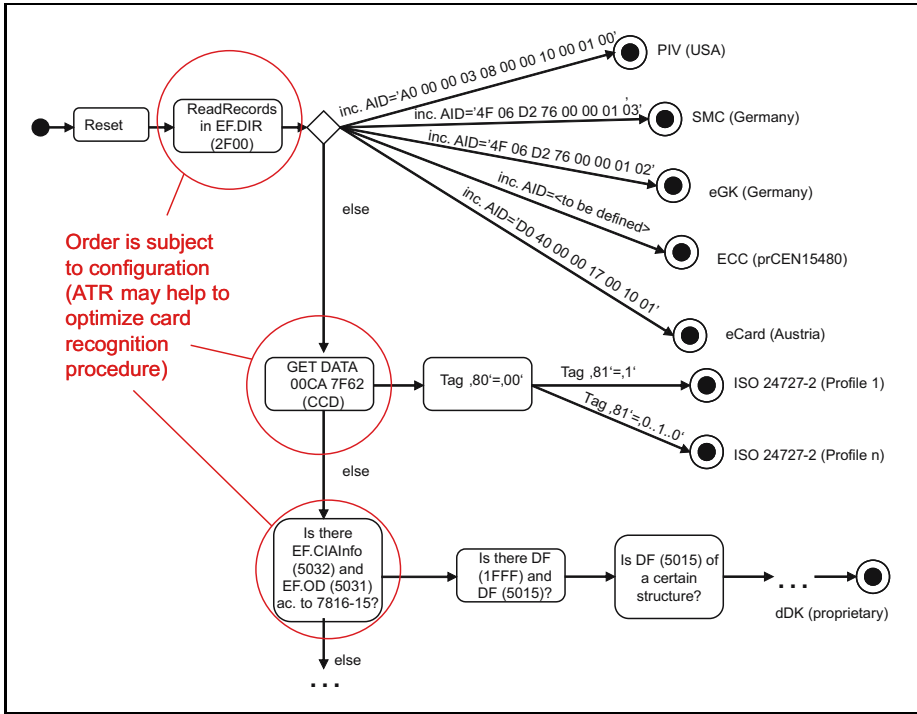 Reset
ReadRecords
in EF.DIR
(2F00)
inc. AID='A0 00 00 03 08 00 00 10 00 01 00'
PIV (USA)
inc. AID='4F 06 D2 76 00 00 01 03'
SMC (Germany)
inc. AID='4F 06 D2 76 00 00 01 02'
eGK (Germany)
inc. AID=<to be defined>
ECC (prCEN15480)
inc. AID='D0 40 00 00 17 00 10 01'
eCard (Austria)
else
Order is subject
to configuration
(ATR may help to
optimize card
recognition
procedure)
GET DATA
00CA 7F62
(CCD)
Tag ‚80‘=‚00‘
Tag ‚81‘=‚1‘
ISO 24727-2 (Profile 1)
Tag ‚81‘=‚0..1..0‘
ISO 24727-2 (Profile n)
else
Is there
EF.CIAInfo
(5032) and
EF.OD (5031)
ac. to 7816-15?
Is there DF
(1FFF) and
DF (5015)?
Is DF (5015) of
a certain
structure?
. . .
dDK (proprietary)
else
. . .